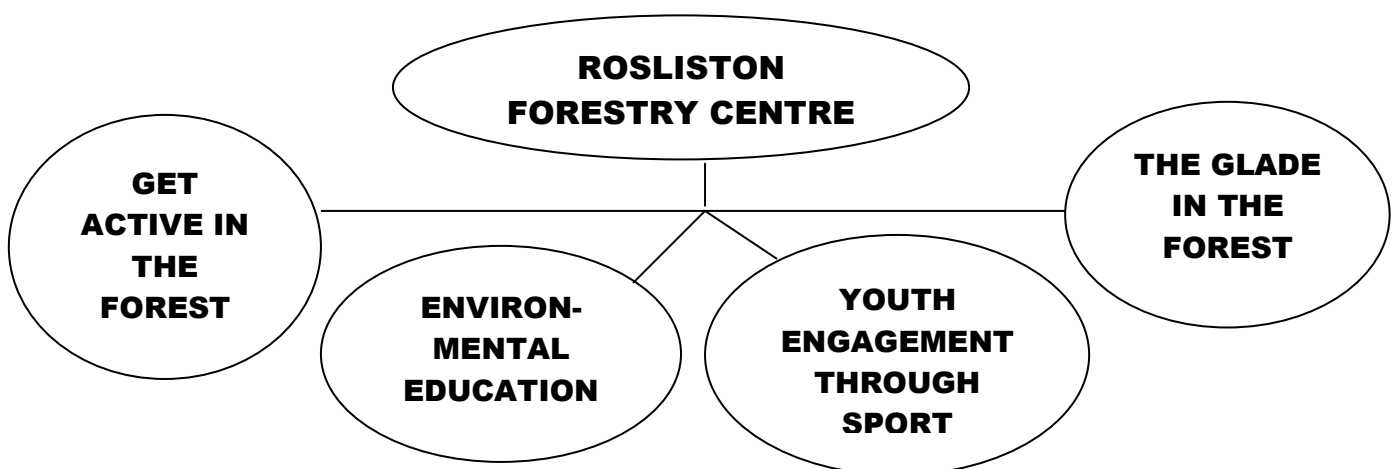 ROSLISTON
FORESTRY CENTRE
GET
ACTIVE IN
THE
FOREST
ENVIRON-
MENTAL
EDUCATION
YOUTH
ENGAGEMENT
THROUGH
SPORT
THE GLADE
IN THE
FOREST